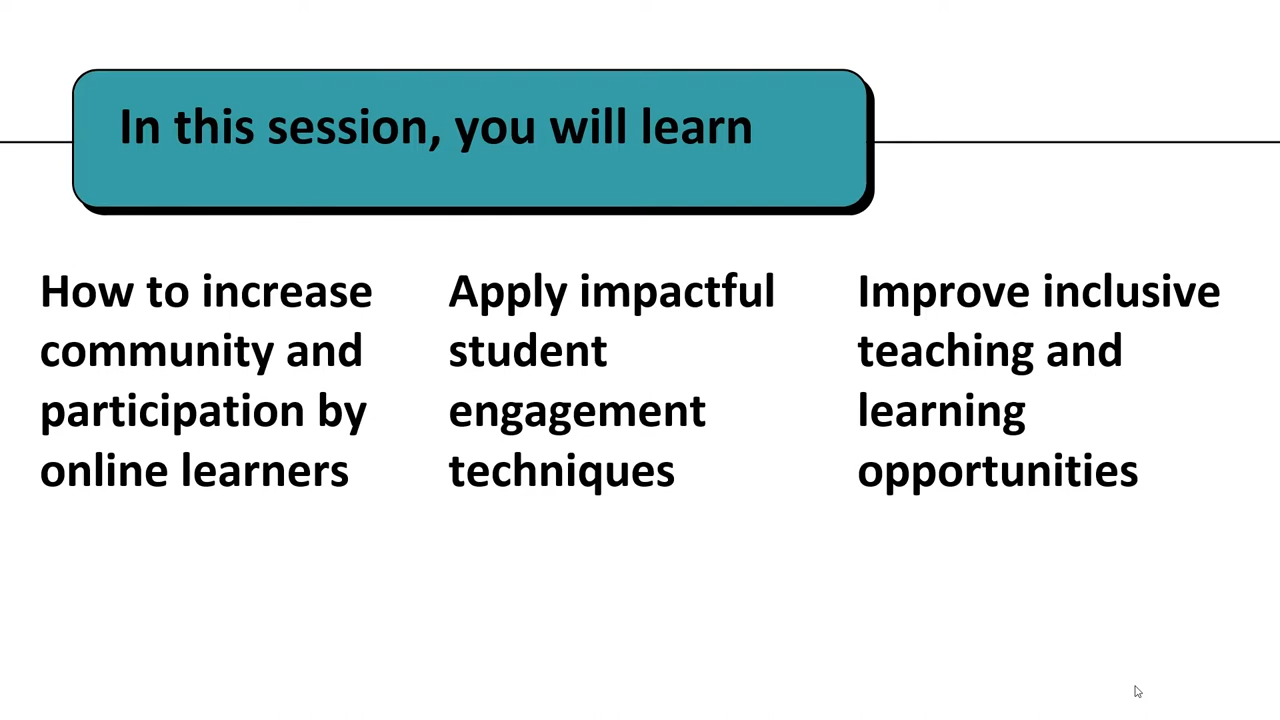 In this session, you will learn
How to increase
community and
participation by
online learners
Apply impactful
student
engagement
techniques
Improve inclusive
teaching and
learning
opportunities